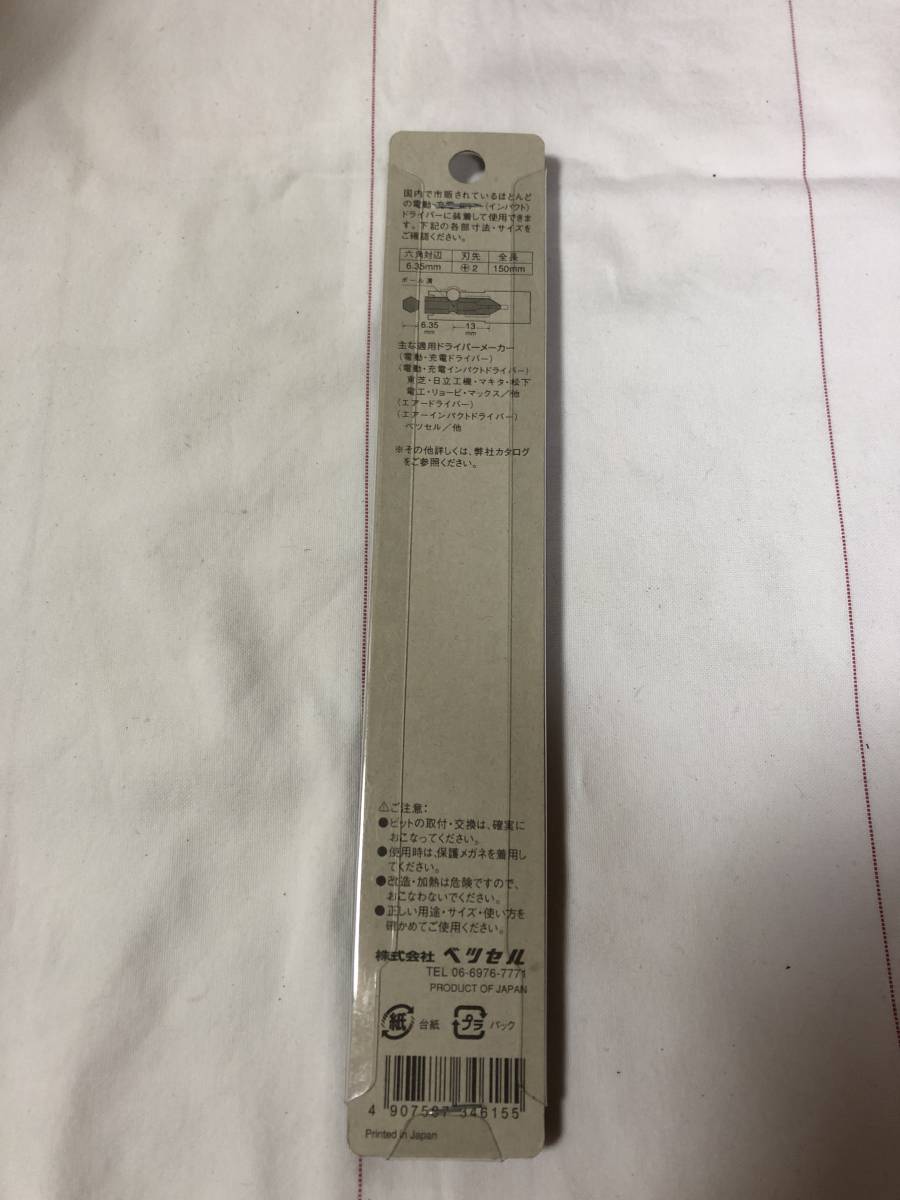 国内で市販されているほとんど
の電動・充電 (インパクト)
ドライバーに装着して使用できま
す。下記の各部寸法・サイズを
ご確認ください。
六角対辺 刃先 全長
6.35mm ⊕2 150mm
ボール溝
6.35 13
mm mm
主な適用ドライバーメーカー
(電動・充電ドライバー)
(電動・充電インパクトドライバー)
東芝・日立工機・マキタ・松下
電工・リョービ・マックス/他
(エアードライバー)
(エアーインパクトドライバー)
ベッセル/他
※その他詳しくは、弊社カタログ
をご参照ください。
⚠ご注意:
●ビットの取付・交換は、確実に
おこなってください。
●使用時は、保護メガネを着用し
てください。
●改造・加熱は危険ですので、
おこなわないでください。
●正しい用途・サイズ・使い方を
確かめてご使用ください。
株式会社 ベッセル
TEL 06-6976-7771
PRODUCT OF JAPAN
紙 台紙 プラ パック
4 907587 346155
Printed in Japan